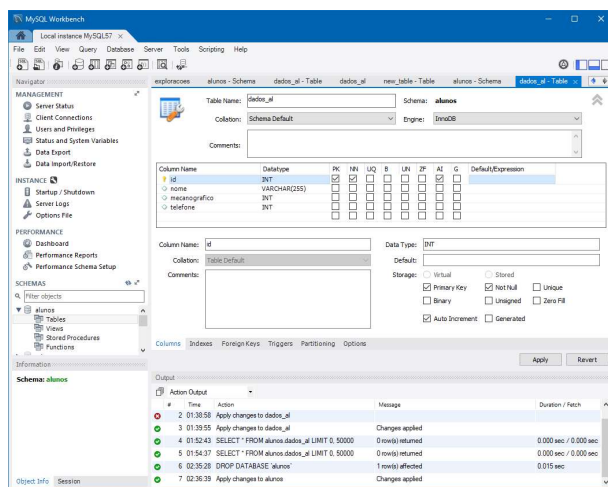 MySQL Workbench
Local instance MySQL57
File Edit View Query Database Server Tools Scripting Help
Navigator
MANAGEMENT
Server Status
Client Connections
Users and Privileges
Status and System Variables
Data Export
Data Import/Restore
INSTANCE
Startup / Shutdown
Server Logs
Options File
PERFORMANCE
Dashboard
Performance Reports
Performance Schema Setup
SCHEMAS
Filter objects
alunos
Tables
Views
Stored Procedures
Functions
Information
Schema: alunos
Object Info Session
exploracoes alunos - Schema dados_al - Table dados_al new_table - Table alunos - Schema dados_al - Table
Table Name: dados_al Schema: alunos
Collation: Schema Default Engine: InnoDB
Comments:
Column Name Datatype PK NN UQ B UN ZF AI G Default/Expression
id INT
nome VARCHAR(255)
mecanografico INT
telefone INT
Column Name: id Data Type: INT
Collation: Table Default Default:
Comments: Storage: Virtual Stored
Primary Key Not Null Unique
Binary Unsigned Zero Fill
Auto Increment Generated
Columns Indexes Foreign Keys Triggers Partitioning Options
Apply Revert
Output
Action Output
# Time Action Message Duration / Fetch
2 01:38:58 Apply changes to dados_al
3 01:39:55 Apply changes to dados_al Changes applied
4 01:52:43 SELECT * FROM alunos.dados_al LIMIT 0, 50000 0 row(s) returned 0.000 sec / 0.000 sec
5 01:54:37 SELECT * FROM alunos.dados_al LIMIT 0, 50000 0 row(s) returned 0.000 sec / 0.000 sec
6 02:35:28 DROP DATABASE `alunos` 1 row(s) affected 0.015 sec
7 02:36:39 Apply changes to alunos Changes applied